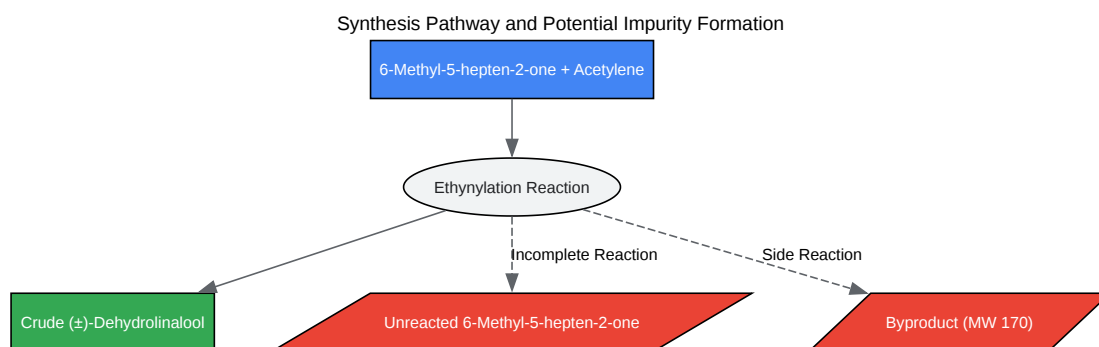 Synthesis Pathway and Potential Impurity Formation
6-Methyl-5-hepten-2-one + Acetylene
Ethynylation Reaction
Incomplete Reaction
Side Reaction
Crude (±)-Dehydrolinalool
Unreacted 6-Methyl-5-hepten-2-one
Byproduct (MW 170)